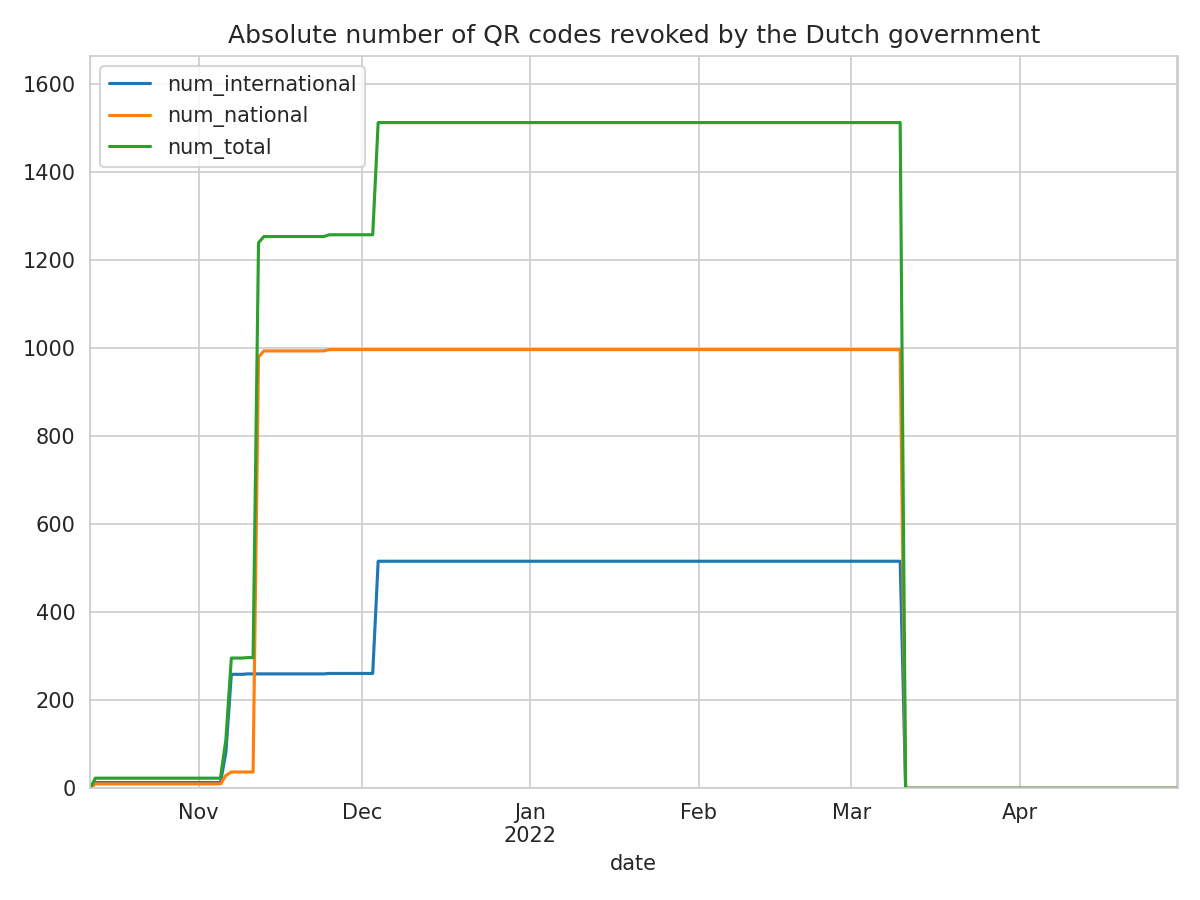 Absolute number of QR codes revoked by the Dutch government
num_international
num_national
num_total
1600
1400
1200
1000
800
600
400
200
0
Nov Dec Jan Feb Mar Apr
2022
date